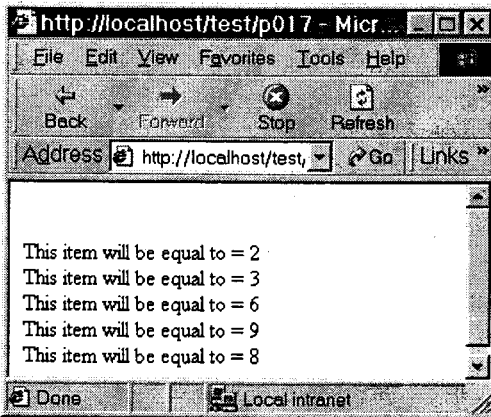 http://localhost/test/p017 - Micr...
File Edit View Favorites Tools Help
Back Forward Stop Refresh »
Address http://localhost/test, Go Links »
This item will be equal to = 2
This item will be equal to = 3
This item will be equal to = 6
This item will be equal to = 9
This item will be equal to = 8
Done Local intranet